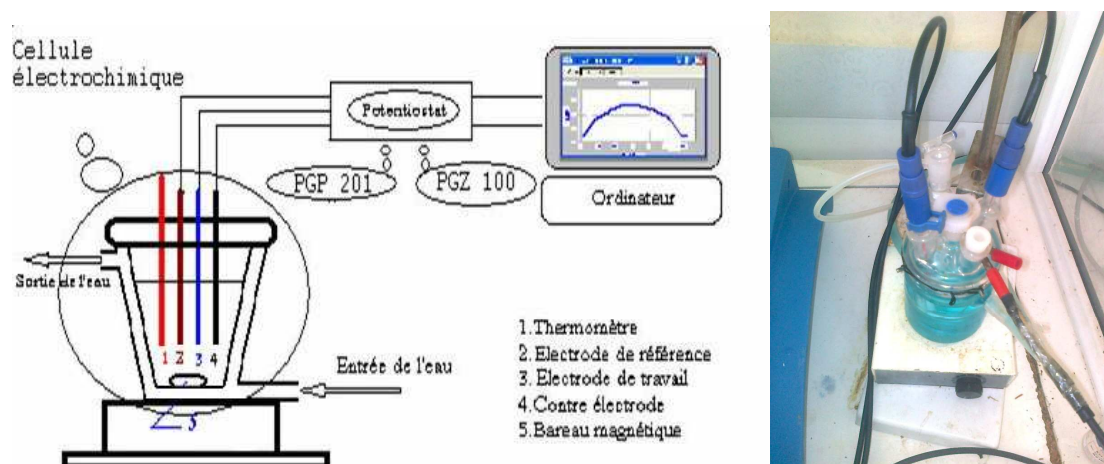 Cellule
électrochimique
Potentiostat
PGP 201
PGZ 100
Ordinateur
Sortie de l'eau
1 2 3 4
Entrée de l'eau
5
1.Thermomètre
2.Electrode de référence
3.Electrode de travail
4.Contre électrode
5.Bareau magnétique